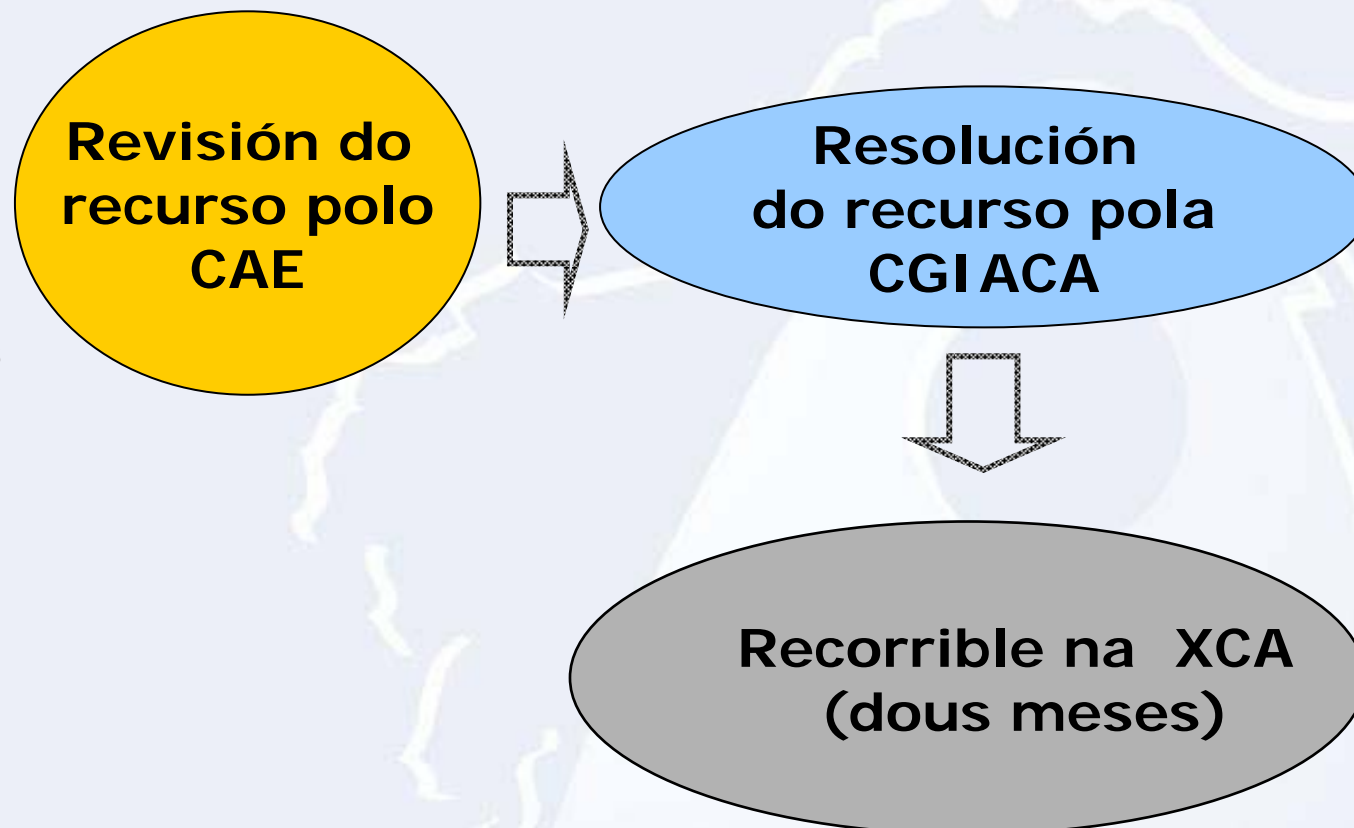 Revisión do
recurso polo
CAE
Resolución
do recurso pola
CGIACA
Recorrible na XCA
(dous meses)